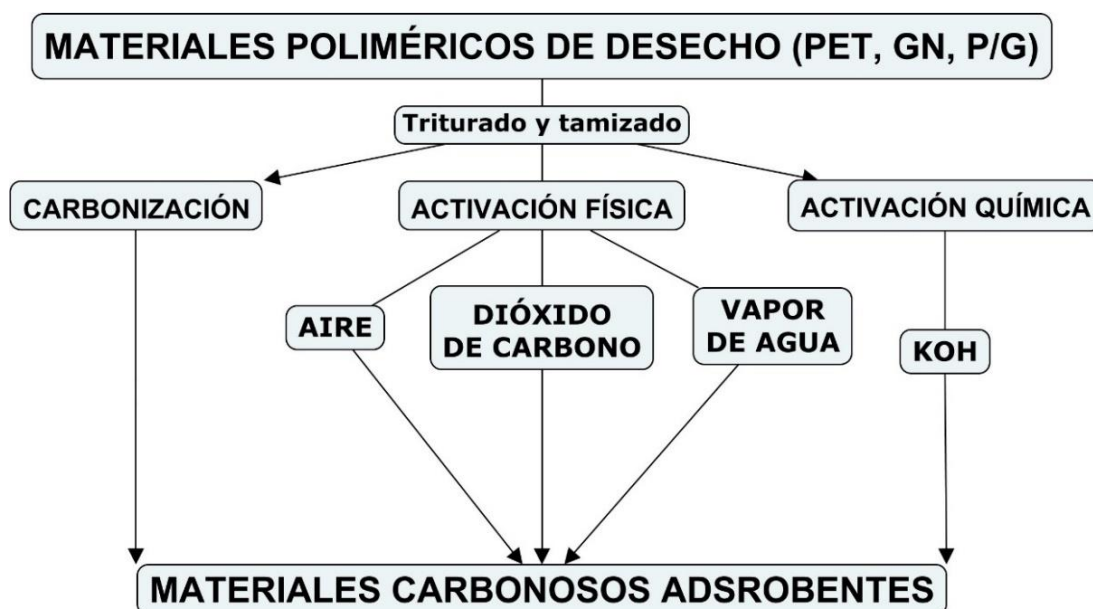 MATERIALES POLIMÉRICOS DE DESECHO (PET, GN, P/G)
Triturado y tamizado
CARBONIZACIÓN
ACTIVACIÓN FÍSICA
ACTIVACIÓN QUÍMICA
AIRE
DIÓXIDO
DE CARBONO
VAPOR
DE AGUA
KOH
MATERIALES CARBONOSOS ADSROBENTES